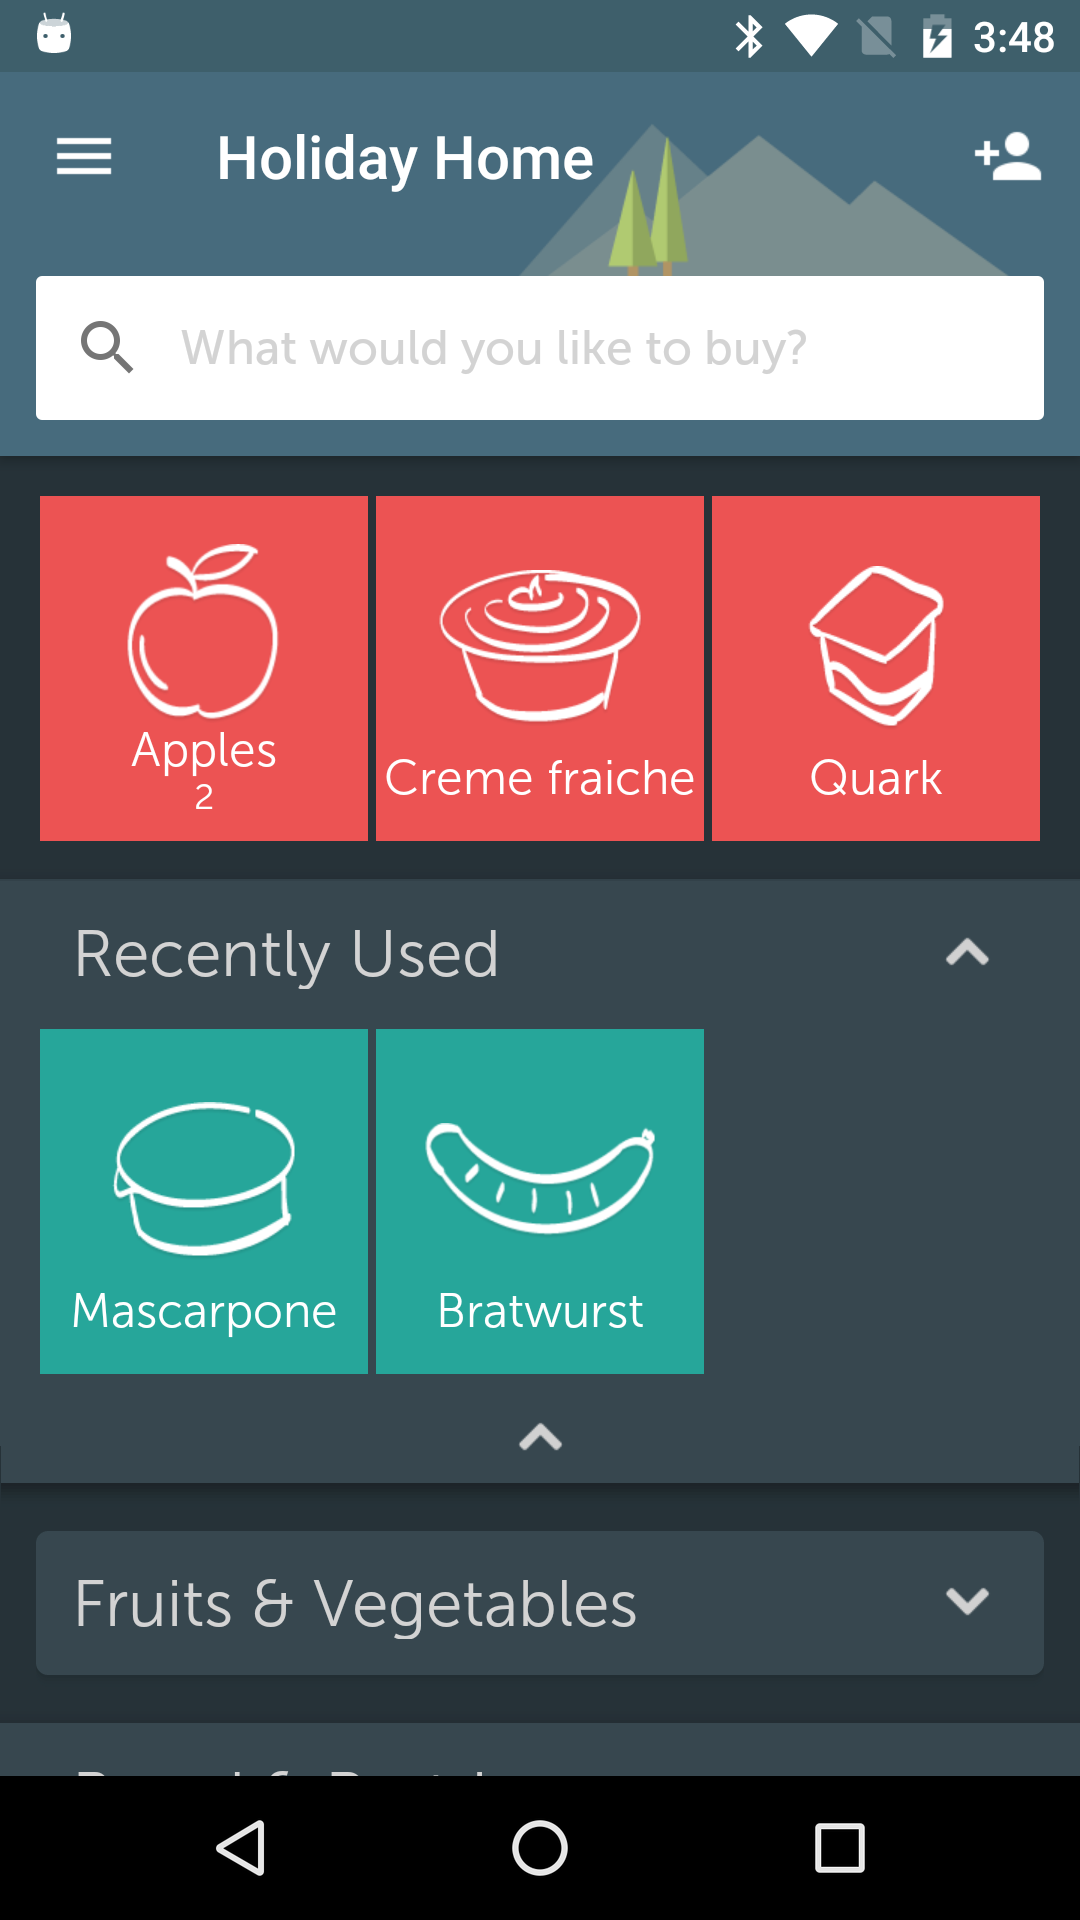 3:48
Holiday Home
What would you like to buy?
Apples
2
Creme fraiche
Quark
Recently Used
Mascarpone
Bratwurst
Fruits & Vegetables